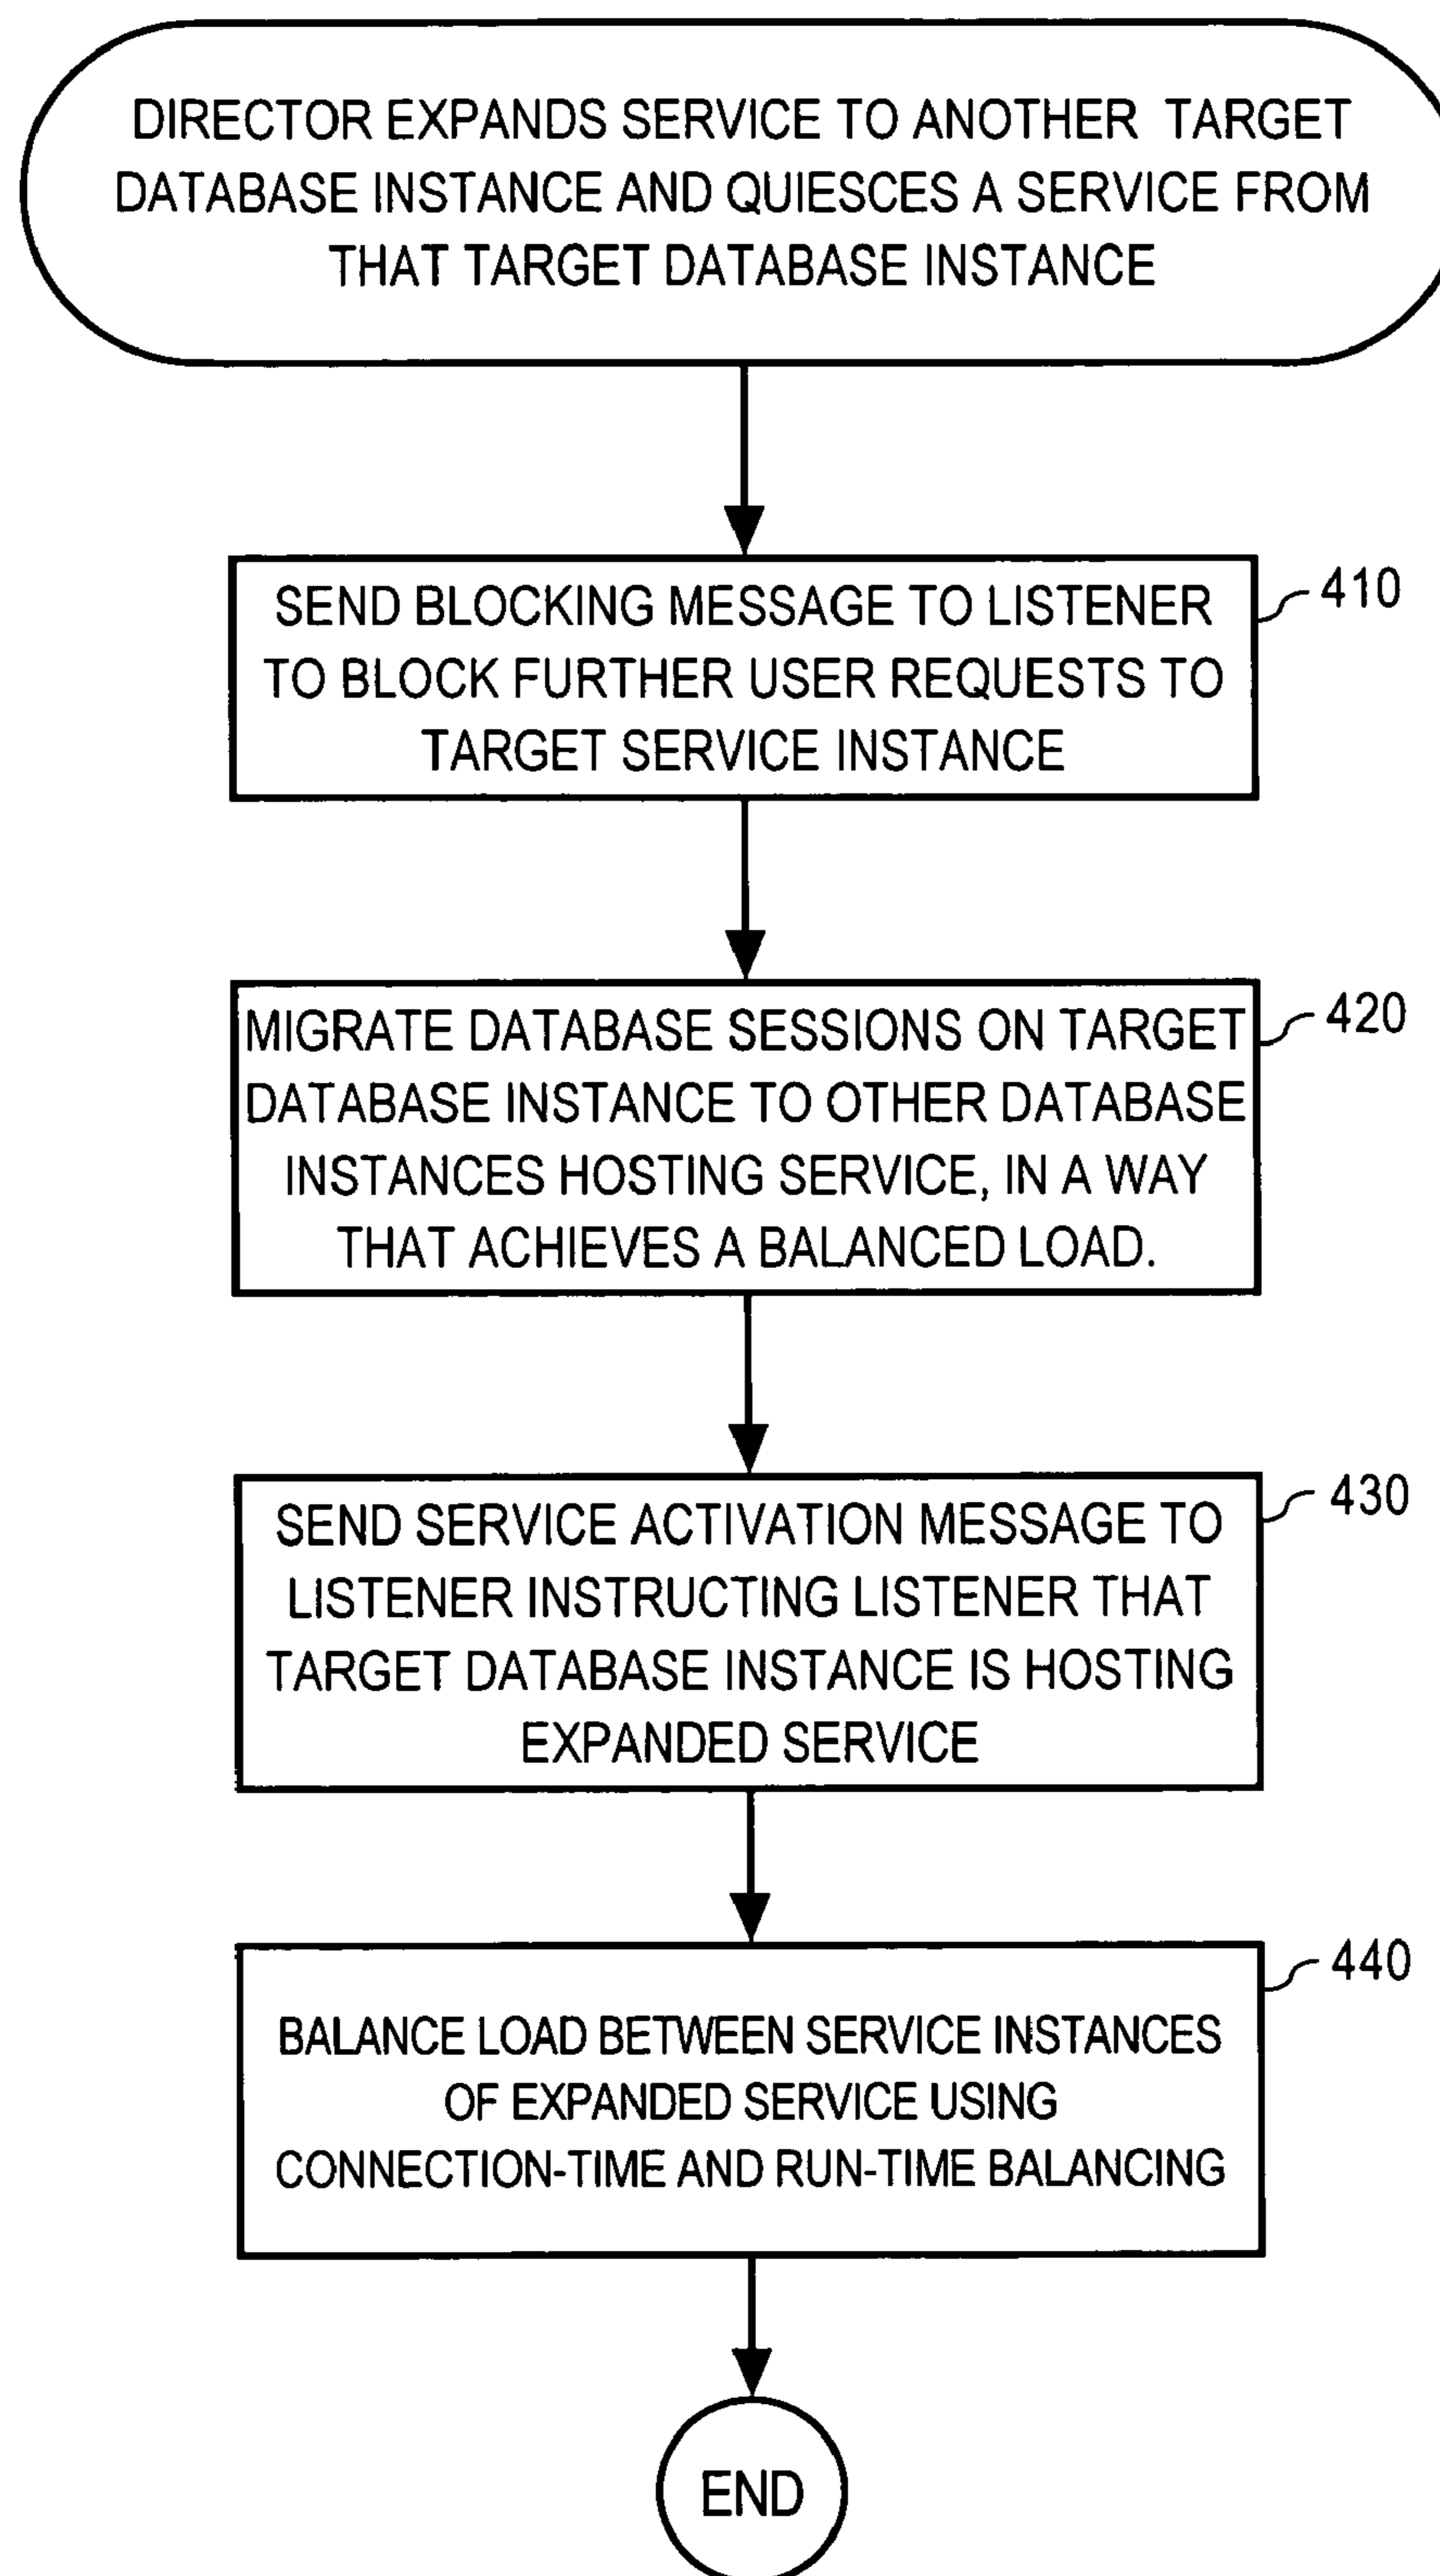 DIRECTOR EXPANDS SERVICE TO ANOTHER TARGET
DATABASE INSTANCE AND QUIESCES A SERVICE FROM
THAT TARGET DATABASE INSTANCE
SEND BLOCKING MESSAGE TO LISTENER
TO BLOCK FURTHER USER REQUESTS TO
TARGET SERVICE INSTANCE
410
MIGRATE DATABASE SESSIONS ON TARGET
DATABASE INSTANCE TO OTHER DATABASE
INSTANCES HOSTING SERVICE, IN A WAY
THAT ACHIEVES A BALANCED LOAD.
420
SEND SERVICE ACTIVATION MESSAGE TO
LISTENER INSTRUCTING LISTENER THAT
TARGET DATABASE INSTANCE IS HOSTING
EXPANDED SERVICE
430
BALANCE LOAD BETWEEN SERVICE INSTANCES
OF EXPANDED SERVICE USING
CONNECTION-TIME AND RUN-TIME BALANCING
440
END